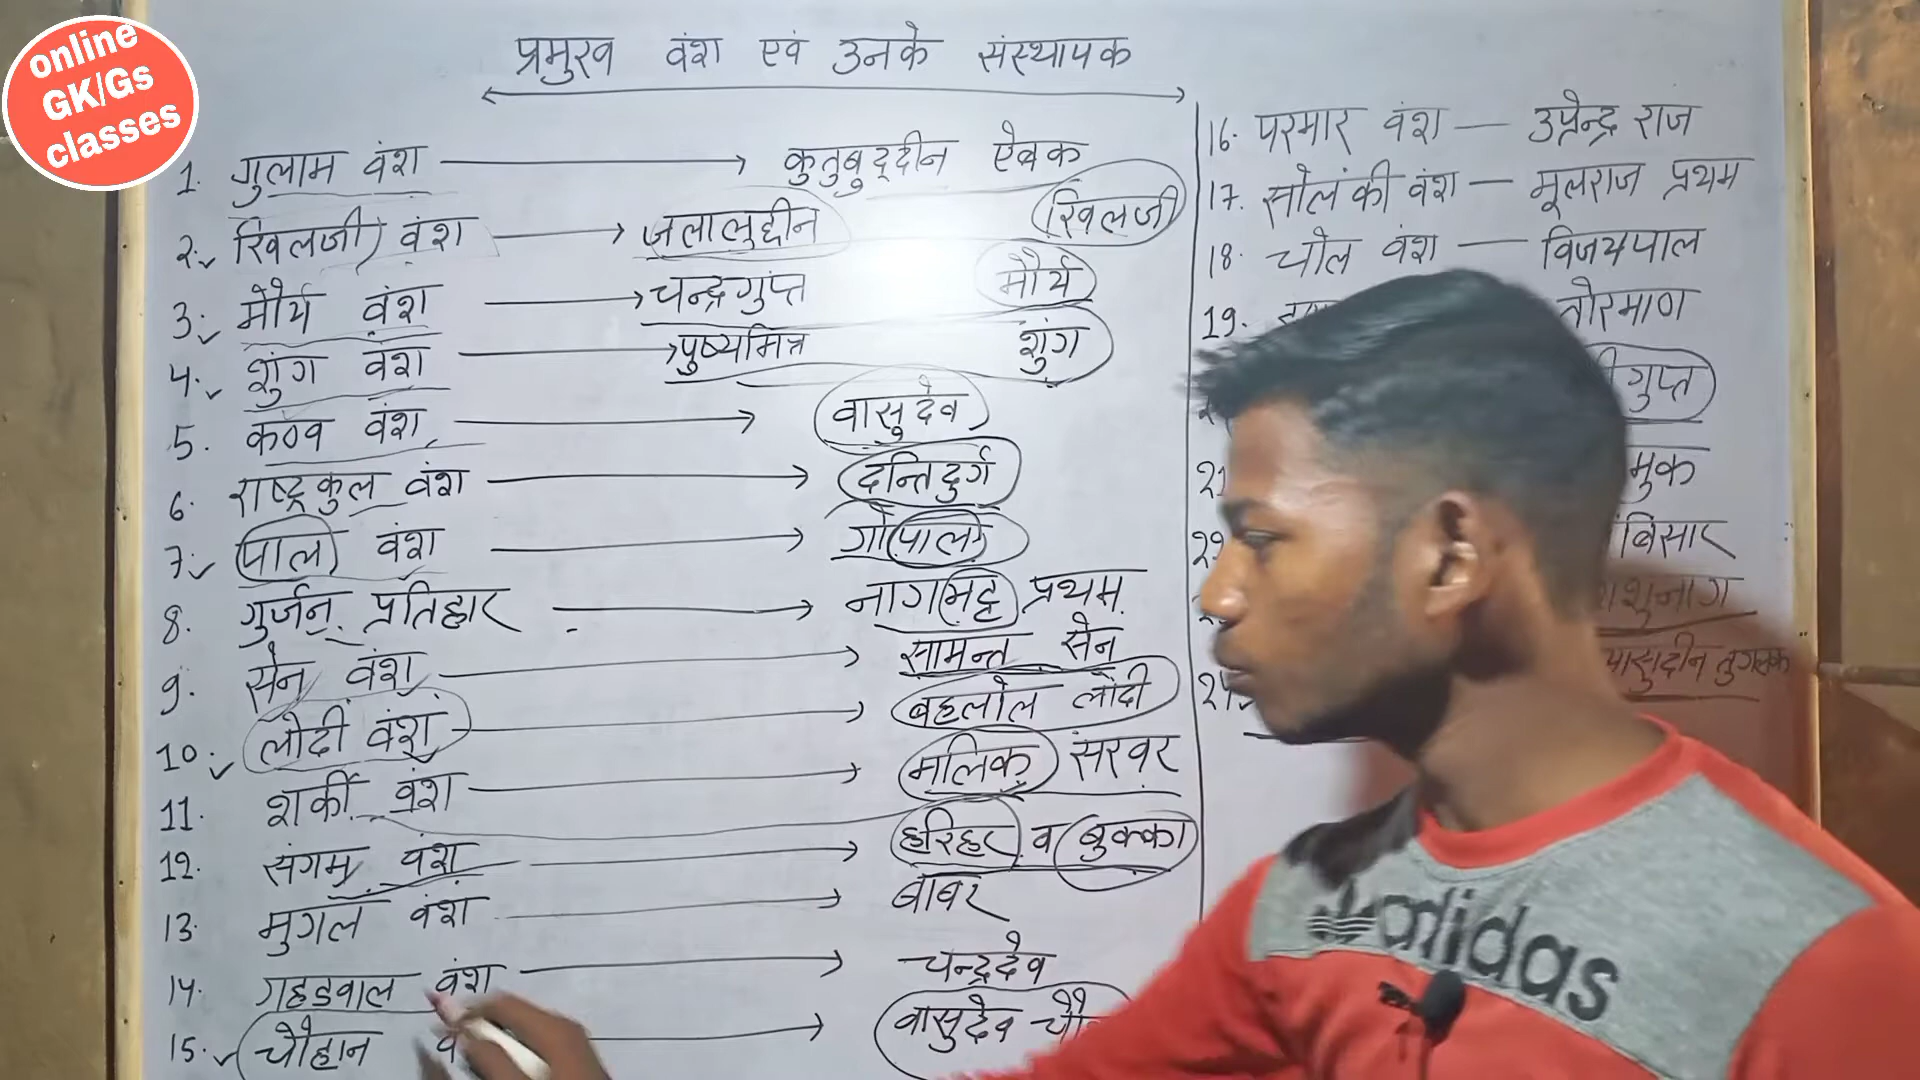 online
GK/Gs
classes
प्रमुख वंश एवं उनके संस्थापक
1. गुलाम वंश → कुतुबुद्दीन ऐबक
2. खिलजी वंश → जलालुद्दीन खिलजी
3. मौर्य वंश → चन्द्रगुप्त मौर्य
4. शुंग वंश → पुष्यमित्र शुंग
5. कण्व वंश → वासुदेव
6. राष्ट्रकुल वंश → दन्तिदुर्ग
7. पाल वंश → गोपाल
8. गुर्जन प्रतिहार → नागभट्ट प्रथम
9. सेन वंश → सामन्त सेन
10. लोदी वंश → बहलोल लोदी
11. शर्की वंश → मलिक सरवर
12. संगम वंश → हरिहर व बुक्का
13. मुगल वंश → बाबर
14. गहडवाल वंश → चन्द्रदेव
15. चौहान → वासुदेव
16. परमार वंश — उपेन्द्र राज
17. सोलंकी वंश — मूलराज प्रथम
18. चोल वंश — विजयपाल
19. तोरमाण
गुप्त
21 मुक
बिसार
शुनाग
यासुदीन तुगलक
adidas